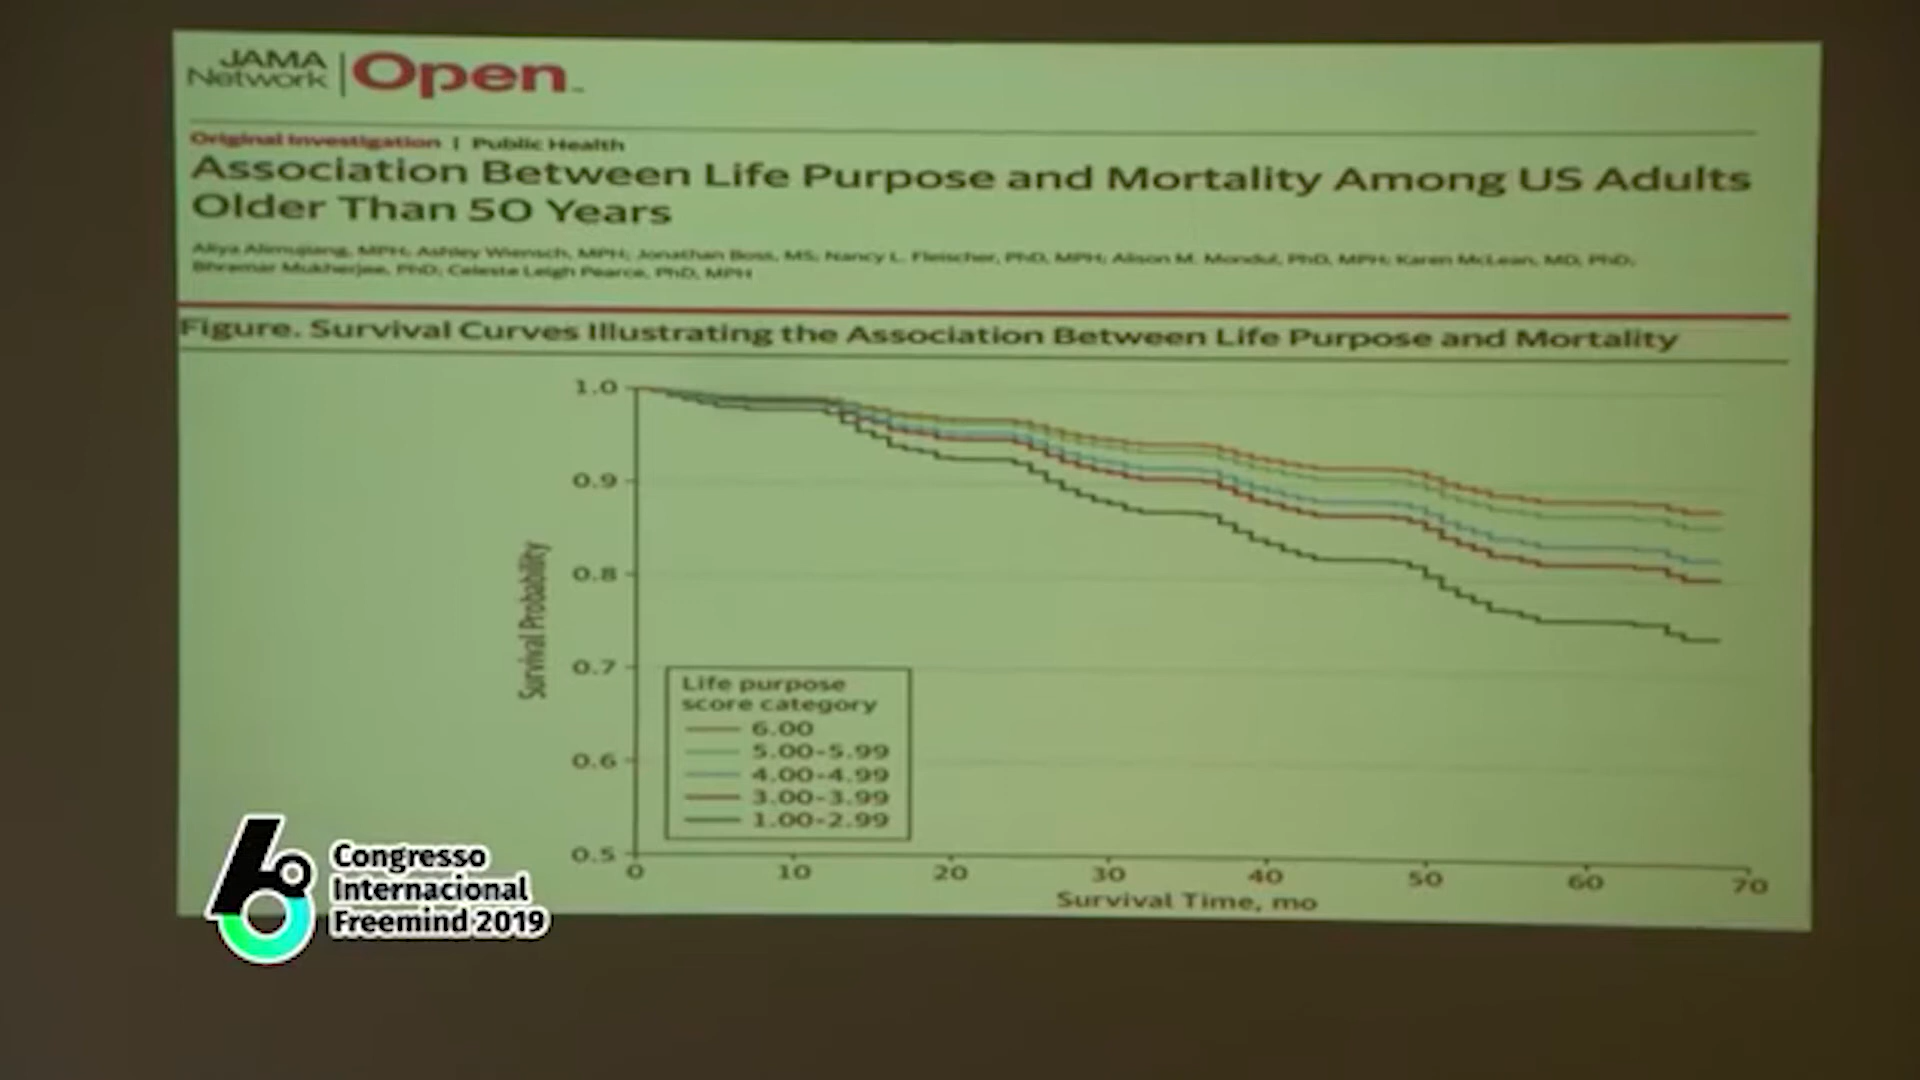 JAMA
Network
Open
Original Investigation | Public Health
Association Between Life Purpose and Mortality Among US Adults
Older Than 50 Years
Aliya Alimujiang, MPH; Ashley Wiensch, MPH; Jonathan Boss, MS; Nancy L. Fleischer, PhD, MPH; Alison M. Mondul, PhD, MPH; Karen McLean, MD, PhD;
Bhramar Mukherjee, PhD; Celeste Leigh Pearce, PhD, MPH
Figure. Survival Curves Illustrating the Association Between Life Purpose and Mortality
1.0
0.9
0.8
0.7
0.6
0.5
Survival Probability
Life purpose
score category
6.00
5.00-5.99
4.00-4.99
3.00-3.99
1.00-2.99
0 10 20 30 40 50 60 70
Survival Time, mo
6
Congresso
Internacional
Freemind 2019